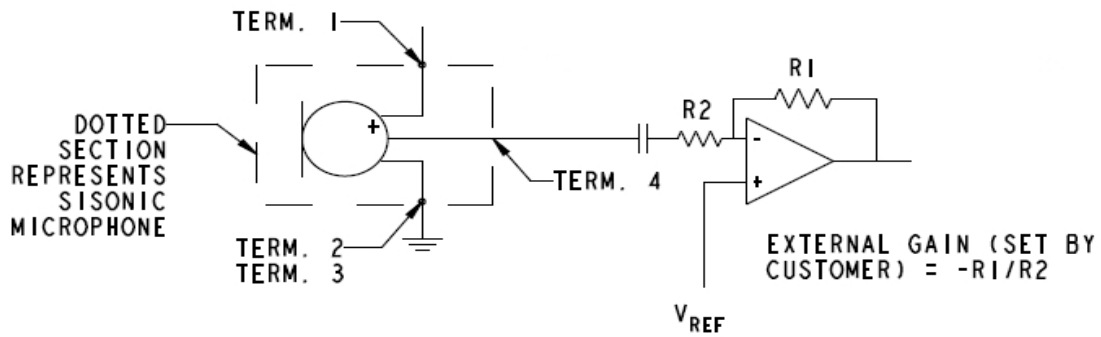 TERM. 1
DOTTED
SECTION
REPRESENTS
SISONIC
MICROPHONE
+
TERM. 2
TERM. 3
TERM. 4
R2
R1
-
+
VREF
EXTERNAL GAIN (SET BY
CUSTOMER) = -R1/R2